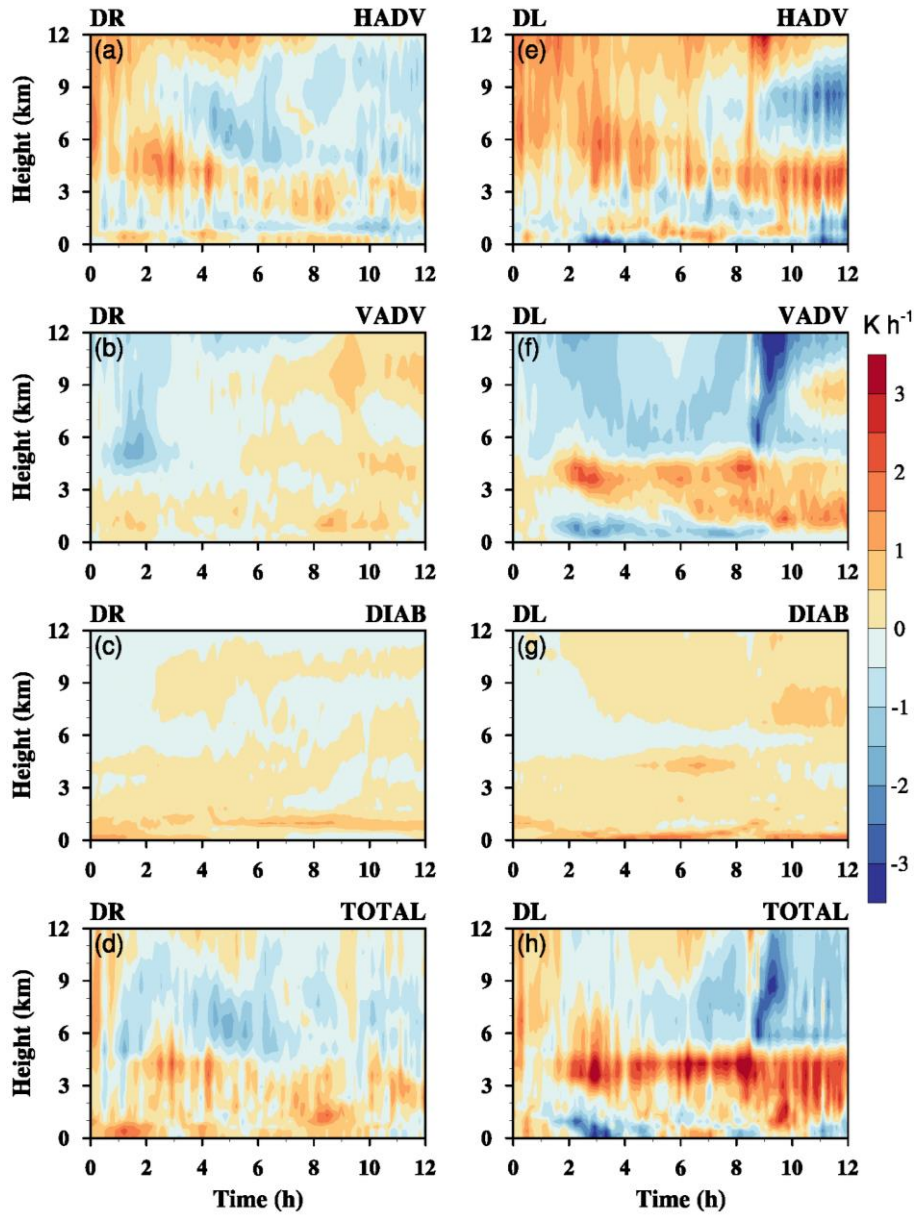 DR HADV
(a)
12
9
6
3
0
Height (km)
0 2 4 6 8 10 12
DL HADV
(e)
12
9
6
3
0
Height (km)
0 2 4 6 8 10 12
DR VADV
(b)
12
9
6
3
0
Height (km)
0 2 4 6 8 10 12
DL VADV
(f)
12
9
6
3
0
0 2 4 6 8 10 12
K h-1
3
2
1
0
-1
-2
-3
DR DIAB
(c)
12
9
6
3
0
Height (km)
0 2 4 6 8 10 12
DL DIAB
(g)
12
9
6
3
0
0 2 4 6 8 10 12
DR TOTAL
(d)
12
9
6
3
0
Height (km)
0 2 4 6 8 10 12
Time (h)
DL TOTAL
(h)
12
9
6
3
0
0 2 4 6 8 10 12
Time (h)